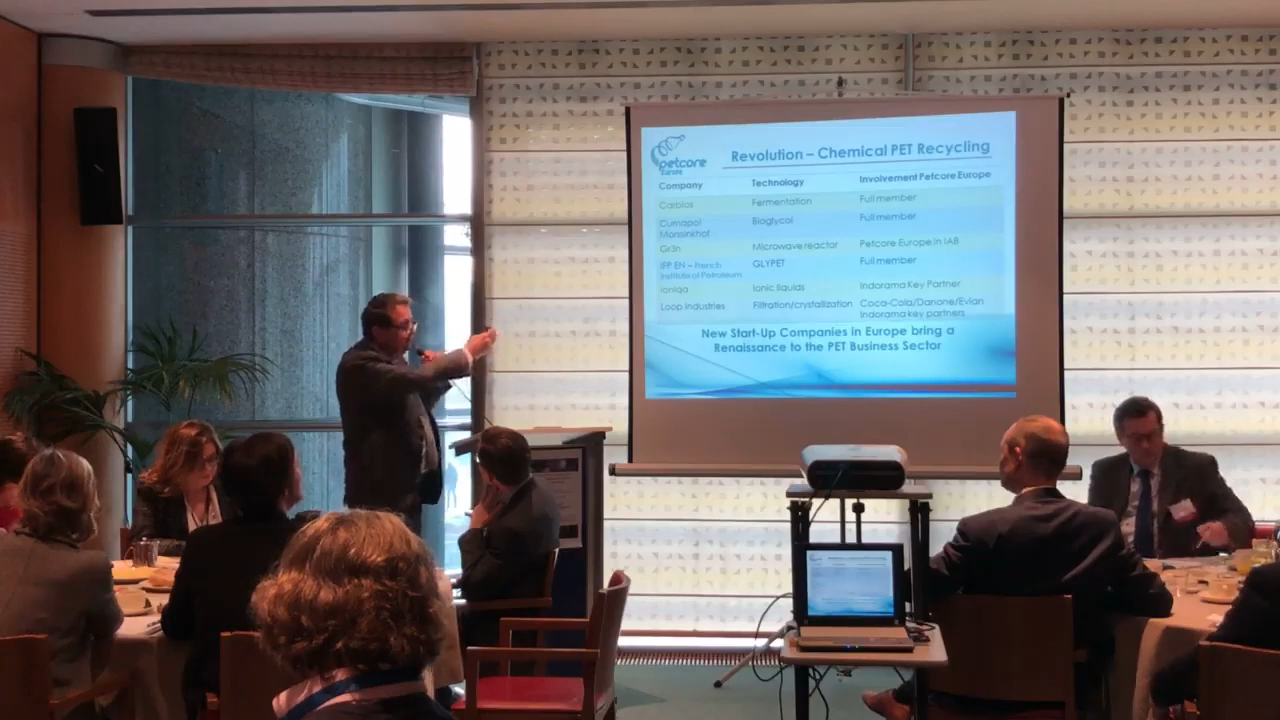 petcore
Europe
Revolution – Chemical PET Recycling
Company Technology Involvement Petcore Europe
Carbios Fermentation Full member
Cumapol Bioglycol Full member
Morssinkhof
Gr3n Microwave reactor Petcore Europe in IAB
IFP EN – French GLYPET Full member
Institute of Petroleum
Ioniqa Ionic liquids Indorama Key Partner
Loop Industries Filtration/crystallization Coca-Cola/Danone/Evian
Indorama key partners
New Start-Up Companies in Europe bring a
Renaissance to the PET Business Sector